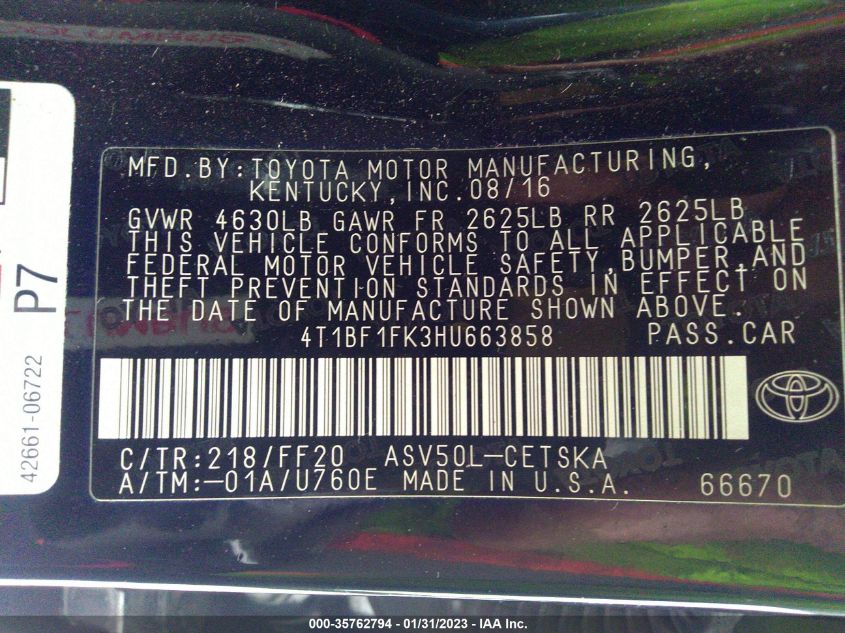 MFD.BY:TOYOTA MOTOR MANUFACTURING,
KENTUCKY,INC.08/16
GVWR 4630LB GAWR FR 2625LB RR 2625LB
THIS VEHICLE CONFORMS TO ALL APPLICABLE
FEDERAL MOTOR VEHICLE SAFETY,BUMPER,AND
THEFT PREVENTION STANDARDS IN EFFECT ON
THE DATE OF MANUFACTURE SHOWN ABOVE.
4T1BF1FK3HU663858 PASS.CAR
C/TR:218/FF20 ASV50L-CETSKA
A/TM:-01A/U760E MADE IN U.S.A. 66670
P7
42661-06722
000-35762794 - 01/31/2023 - IAA Inc.